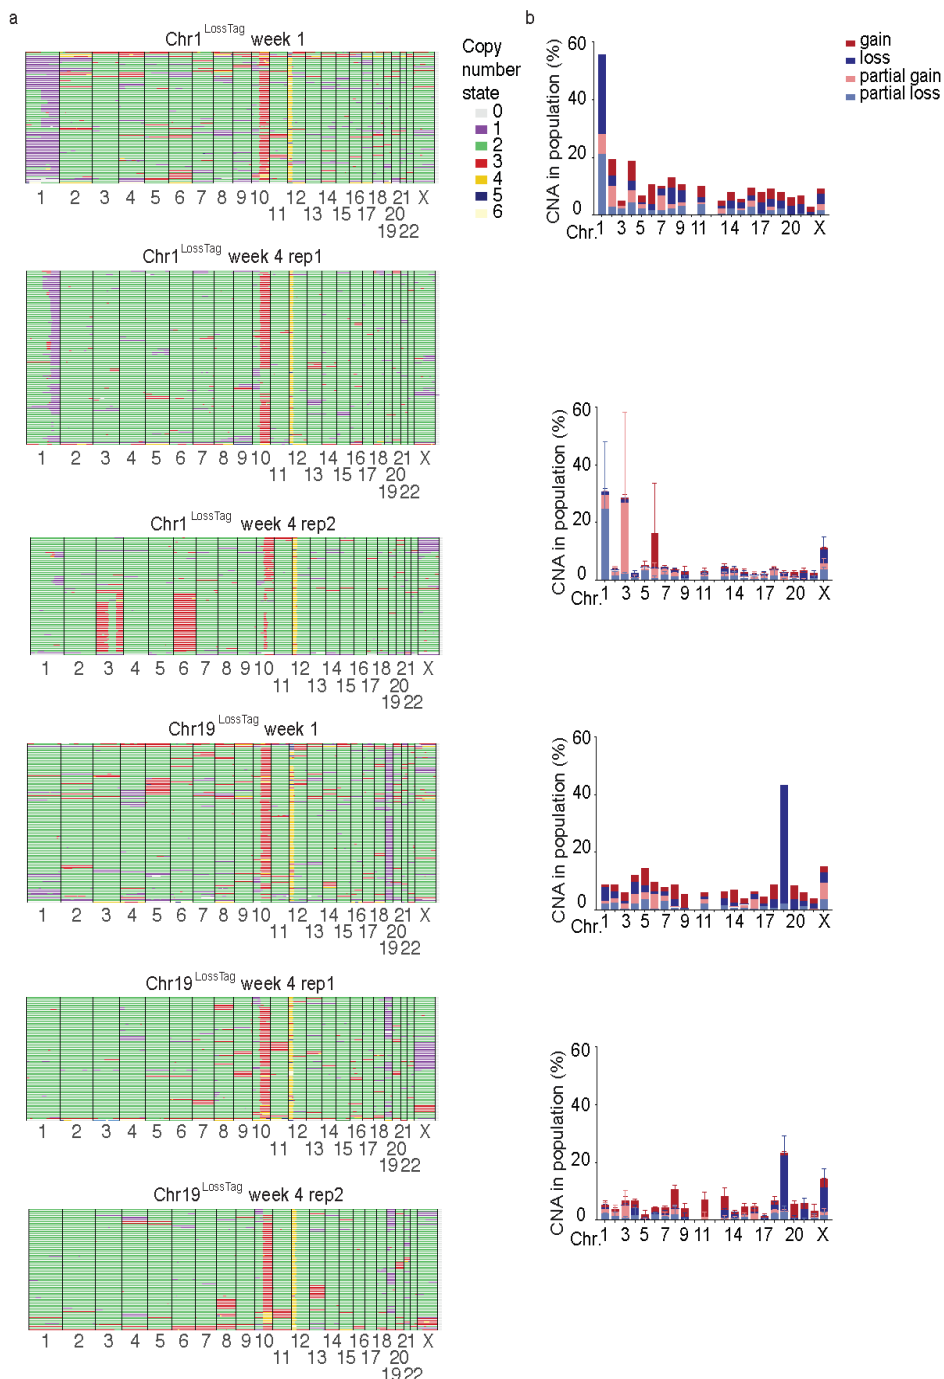 a
Chr1 LossTag week 1
1 2 3 4 5 6 7 8 9 10 12 14 16 18 21 X
11 13 15 17 20
19 22
Copy
number
state
0
1
2
3
4
5
6
Chr1 LossTag week 4 rep1
1 2 3 4 5 6 7 8 9 10 12 14 16 18 21 X
11 13 15 17 20
19 22
Chr1 LossTag week 4 rep2
1 2 3 4 5 6 7 8 9 10 12 14 16 18 21 X
11 13 15 17 20
19 22
Chr19 LossTag week 1
1 2 3 4 5 6 7 8 9 10 12 14 16 18 21 X
11 13 15 17 20
19 22
Chr19 LossTag week 4 rep1
1 2 3 4 5 6 7 8 9 10 12 14 16 18 21 X
11 13 15 17 20
19 22
Chr19 LossTag week 4 rep2
1 2 3 4 5 6 7 8 9 10 12 14 16 18 21 X
11 13 15 17 20
19 22
b
gain
loss
partial gain
partial loss
CNA in population (%)
60
40
20
0
Chr. 1 3 5 7 9 11 14 17 20 X
CNA in population (%)
60
40
20
0
Chr. 1 3 5 7 9 11 14 17 20 X
CNA in population (%)
60
40
20
0
Chr. 1 3 5 7 9 11 14 17 20 X
CNA in population (%)
60
40
20
0
Chr. 1 3 5 7 9 11 14 17 20 X